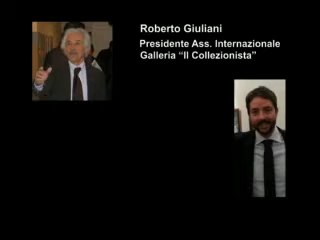 Roberto Giuliani
Presidente Ass. Internazionale
Galleria “Il Collezionista”